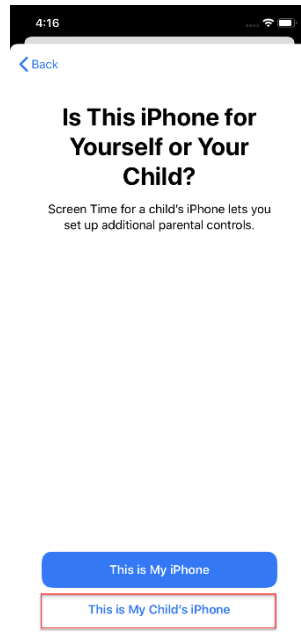 4:16
Back
Is This iPhone for
Yourself or Your
Child?
Screen Time for a child's iPhone lets you
set up additional parental controls.
This is My iPhone
This is My Child's iPhone